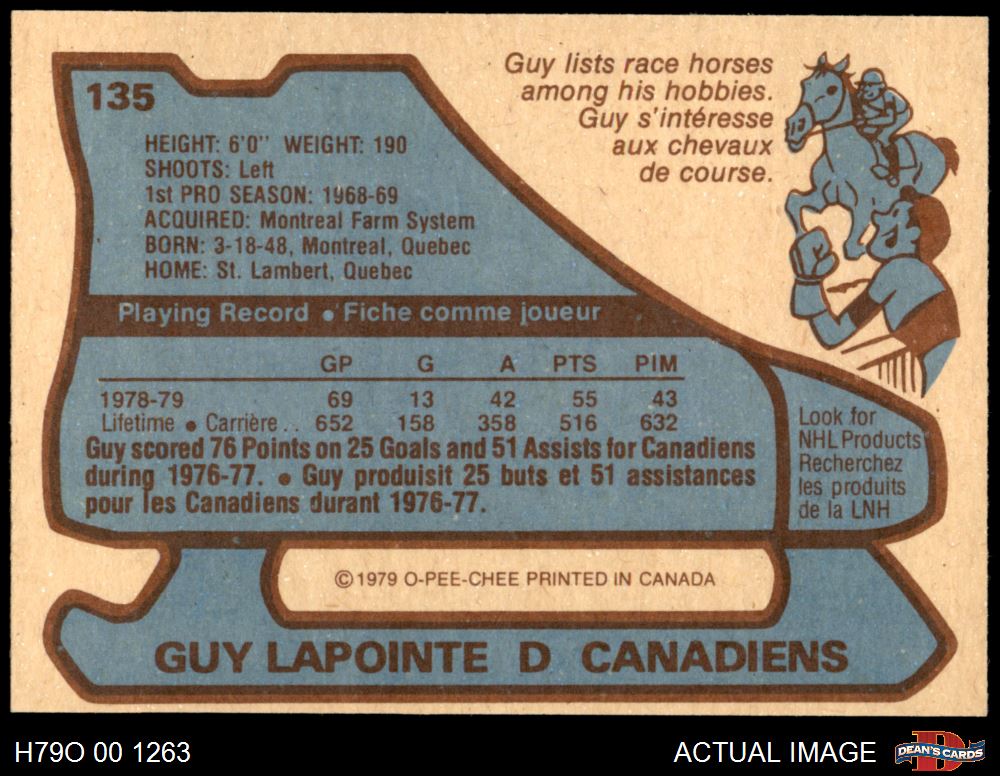 135
Guy lists race horses
among his hobbies.
Guy s'intéresse
aux chevaux
de course.
HEIGHT: 6'0" WEIGHT: 190
SHOOTS: Left
1st PRO SEASON: 1968-69
ACQUIRED: Montreal Farm System
BORN: 3-18-48, Montreal, Quebec
HOME: St. Lambert, Quebec
Playing Record • Fiche comme joueur
GP G A PTS PIM
1978-79 69 13 42 55 43
Lifetime • Carrière . . 652 158 358 516 632
Guy scored 76 Points on 25 Goals and 51 Assists for Canadiens
during 1976-77. • Guy produisit 25 buts et 51 assistances
pour les Canadiens durant 1976-77.
Look for
NHL Products
Recherchez
les produits
de la LNH
© 1979 O-PEE-CHEE PRINTED IN CANADA
GUY LAPOINTE D CANADIENS
H79O 00 1263
ACTUAL IMAGE
D
DEAN'S CARDS